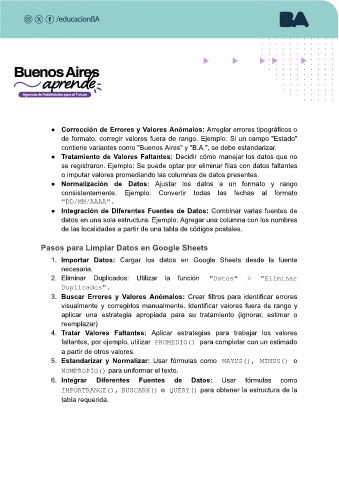 /educacionBA
BA
Buenos Aires
aprende
Agencia de Habilidades para el Futuro
● Corrección de Errores y Valores Anómalos: Arreglar errores tipográficos o
de formato, corregir valores fuera de rango. Ejemplo: Si un campo "Estado"
contiene variantes como "Buenos Aires" y "B.A.", se debe estandarizar.
● Tratamiento de Valores Faltantes: Decidir cómo manejar los datos que no
se registraron. Ejemplo: Se puede optar por eliminar filas con datos faltantes
o imputar valores promediando las columnas de datos presentes.
● Normalización de Datos: Ajustar los datos a un formato y rango
consistentemente. Ejemplo: Convertir todas las fechas al formato
"DD/MM/AAAA".
● Integración de Diferentes Fuentes de Datos: Combinar varias fuentes de
datos en una sola estructura. Ejemplo: Agregar una columna con los nombres
de las localidades a partir de una tabla de códigos postales.
Pasos para Limpiar Datos en Google Sheets
1. Importar Datos: Cargar los datos en Google Sheets desde la fuente
necesaria.
2. Eliminar Duplicados: Utilizar la función "Datos" > "Eliminar
Duplicados".
3. Buscar Errores y Valores Anómalos: Crear filtros para identificar errores
visualmente y corregirlos manualmente. Identificar valores fuera de rango y
aplicar una estrategia apropiada para su tratamiento (ignorar, estimar o
reemplazar)
4. Tratar Valores Faltantes: Aplicar estrategias para trabajar los valores
faltantes, por ejemplo, utilizar PROMEDIO() para completar con un estimado
a partir de otros valores.
5. Estandarizar y Normalizar: Usar fórmulas como MAYUS(), MINUS() o
NOMPROPIO() para uniformar el texto.
6. Integrar Diferentes Fuentes de Datos: Usar fórmulas como
IMPORTRANGE(), BUSCARX() o QUERY() para obtener la estructura de la
tabla requerida.